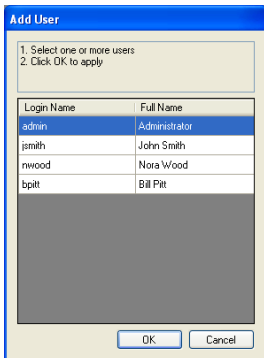 Add User
1. Select one or more users
2. Click OK to apply
Login Name Full Name
admin Administrator
jsmith John Smith
nwood Nora Wood
bpitt Bill Pitt
OK Cancel